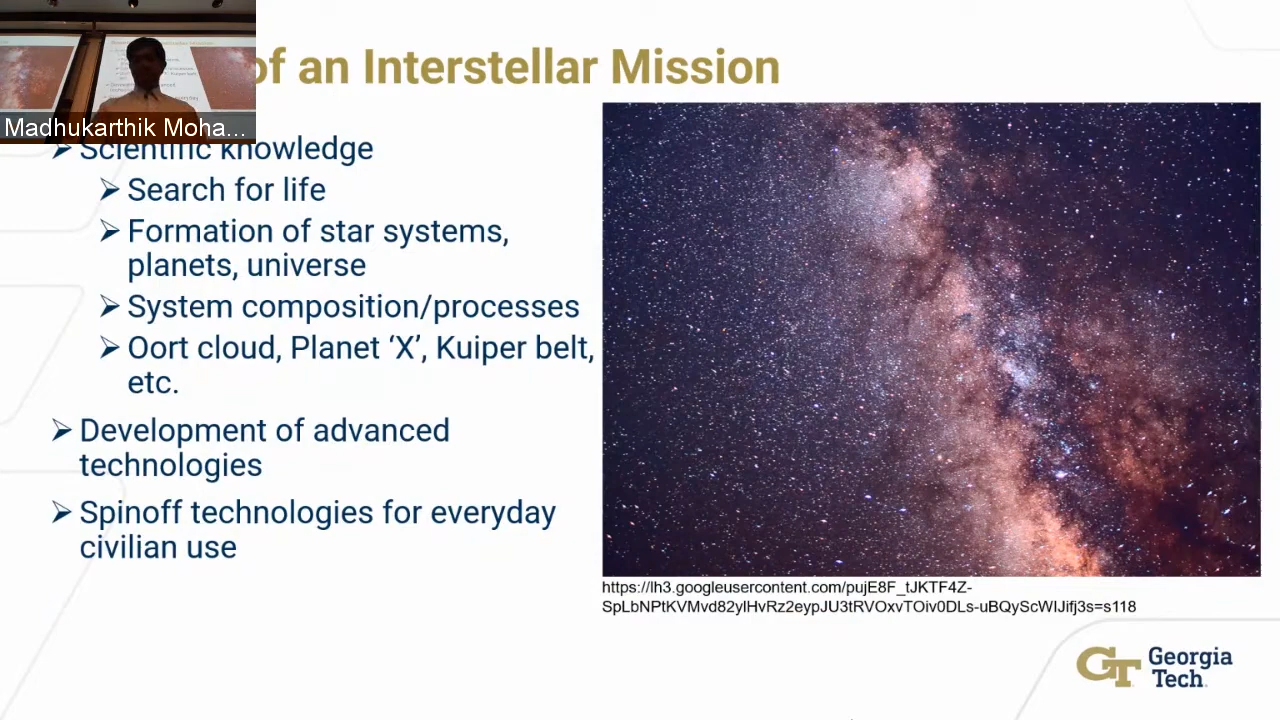 of an Interstellar Mission
Madhukarthik Moha...
➢ Scientific knowledge
➢ Search for life
➢ Formation of star systems,
planets, universe
➢ System composition/processes
➢ Oort cloud, Planet ‘X’, Kuiper belt,
etc.
➢ Development of advanced
technologies
➢ Spinoff technologies for everyday
civilian use
https://lh3.googleusercontent.com/pujE8F_tJKTF4Z-
SpLbNPtKVMvd82ylHvRz2eypJU3tRVOxvTOiv0DLs-uBQyScWIJifj3s=s118
GT Georgia
Tech